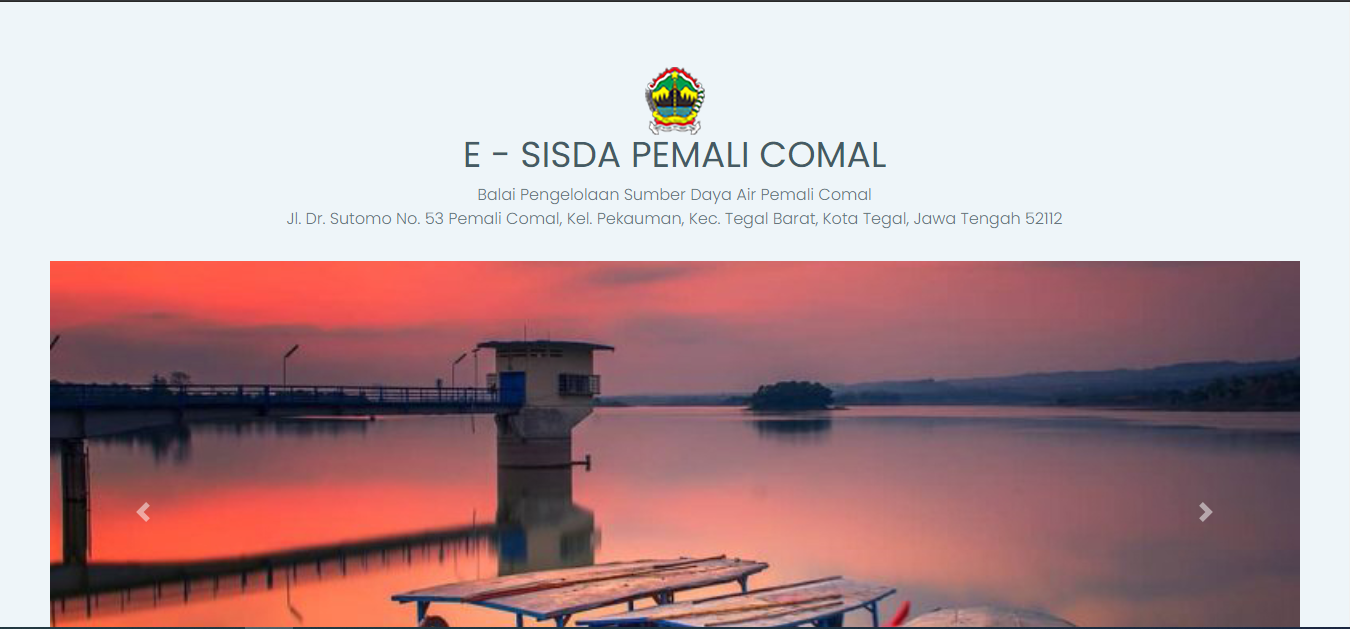 E - SISDA PEMALI COMAL
Balai Pengelolaan Sumber Daya Air Pemali Comal
Jl. Dr. Sutomo No. 53 Pemali Comal, Kel. Pekauman, Kec. Tegal Barat, Kota Tegal, Jawa Tengah 52112